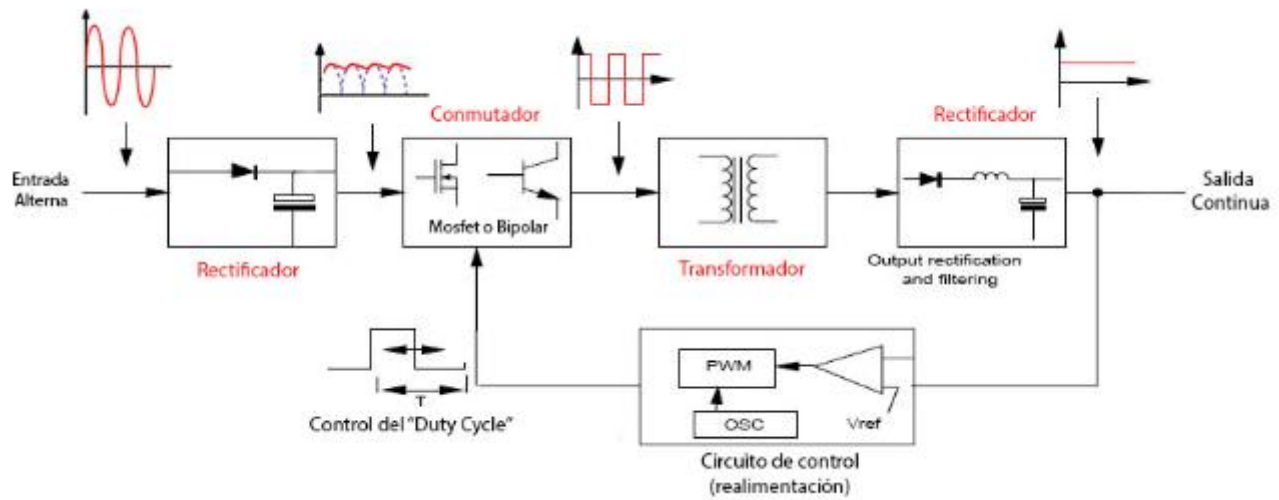 Conmutador
Rectificador
Entrada
Alterna
Mosfet o Bipolar
Salida
Continua
Rectificador
Transformador
Output rectification
and filtering
T
Control del "Duty Cycle"
PWM
OSC
Vref
Circuito de control
(realimentación)